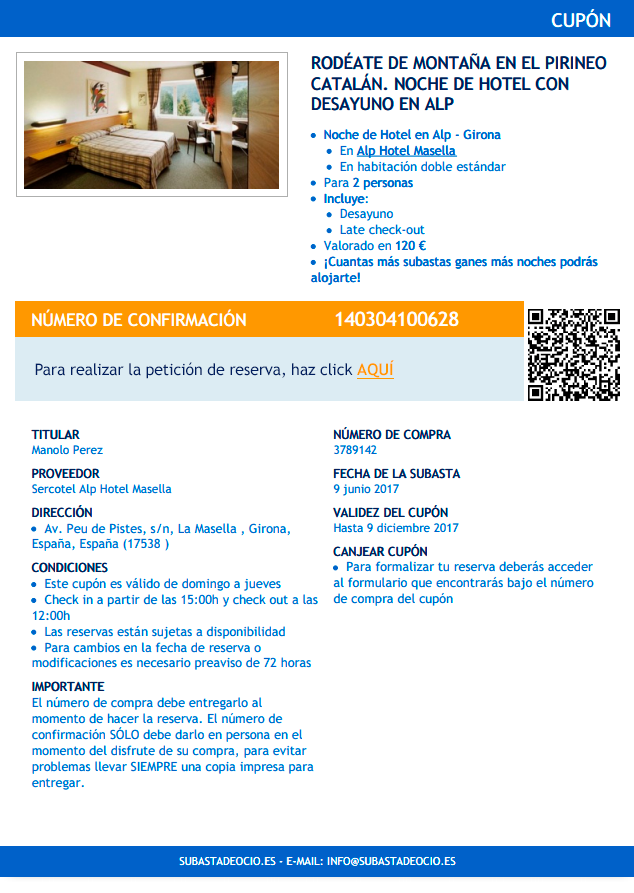 CUPÓN
RODÉATE DE MONTAÑA EN EL PIRINEO
CATALÁN. NOCHE DE HOTEL CON
DESAYUNO EN ALP
• Noche de Hotel en Alp - Girona
• En Alp Hotel Masella
• En habitación doble estándar
• Para 2 personas
• Incluye:
• Desayuno
• Late check-out
• Valorado en 120 €
• ¡Cuantas más subastas ganes más noches podrás
alojarte!
NÚMERO DE CONFIRMACIÓN 140304100628
Para realizar la petición de reserva, haz click AQUÍ
TITULAR
Manolo Perez
PROVEEDOR
Sercotel Alp Hotel Masella
DIRECCIÓN
• Av. Peu de Pistes, s/n, La Masella , Girona,
España, España (17538 )
CONDICIONES
• Este cupón es válido de domingo a jueves
• Check in a partir de las 15:00h y check out a las
12:00h
• Las reservas están sujetas a disponibilidad
• Para cambios en la fecha de reserva o
modificaciones es necesario preaviso de 72 horas
IMPORTANTE
El número de compra debe entregarlo al
momento de hacer la reserva. El número de
confirmación SÓLO debe darlo en persona en el
momento del disfrute de su compra, para evitar
problemas llevar SIEMPRE una copia impresa para
entregar.
NÚMERO DE COMPRA
3789142
FECHA DE LA SUBASTA
9 junio 2017
VALIDEZ DEL CUPÓN
Hasta 9 diciembre 2017
CANJEAR CUPÓN
• Para formalizar tu reserva deberás acceder
al formulario que encontrarás bajo el número
de compra del cupón
SUBASTADEOCIO.ES - E-MAIL: INFO@SUBASTADEOCIO.ES